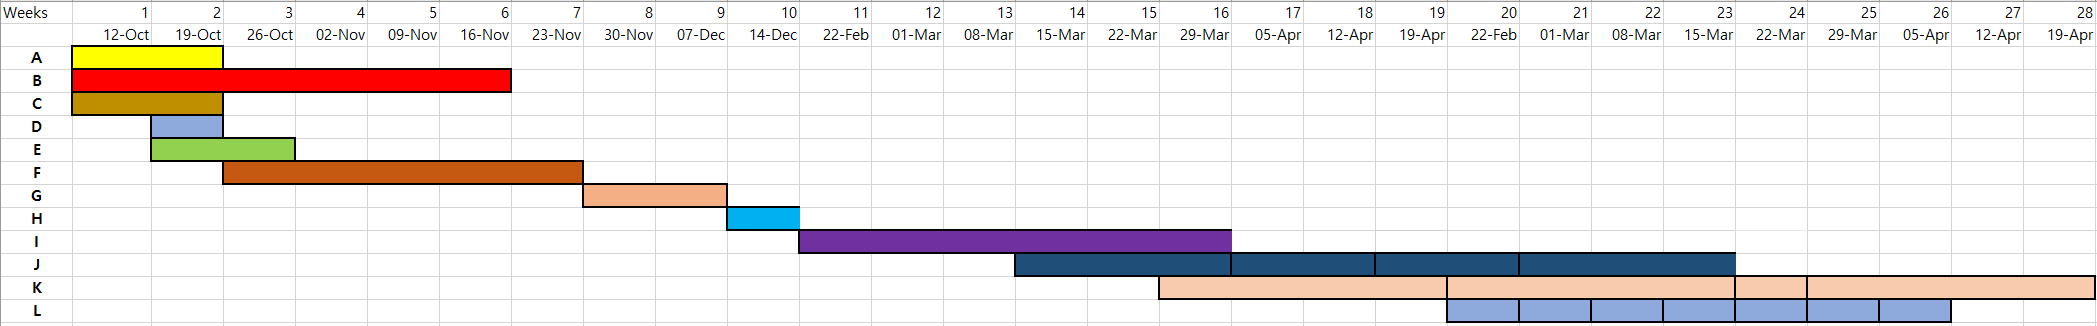 Weeks 1 2 3 4 5 6 7 8 9 10 11 12 13 14 15 16 17 18 19 20 21 22 23 24 25 26 27 28
12-Oct 19-Oct 26-Oct 02-Nov 09-Nov 16-Nov 23-Nov 30-Nov 07-Dec 14-Dec 22-Feb 01-Mar 08-Mar 15-Mar 22-Mar 29-Mar 05-Apr 12-Apr 19-Apr 22-Feb 01-Mar 08-Mar 15-Mar 22-Mar 29-Mar 05-Apr 12-Apr 19-Apr
A
B
C
D
E
F
G
H
I
J
K
L